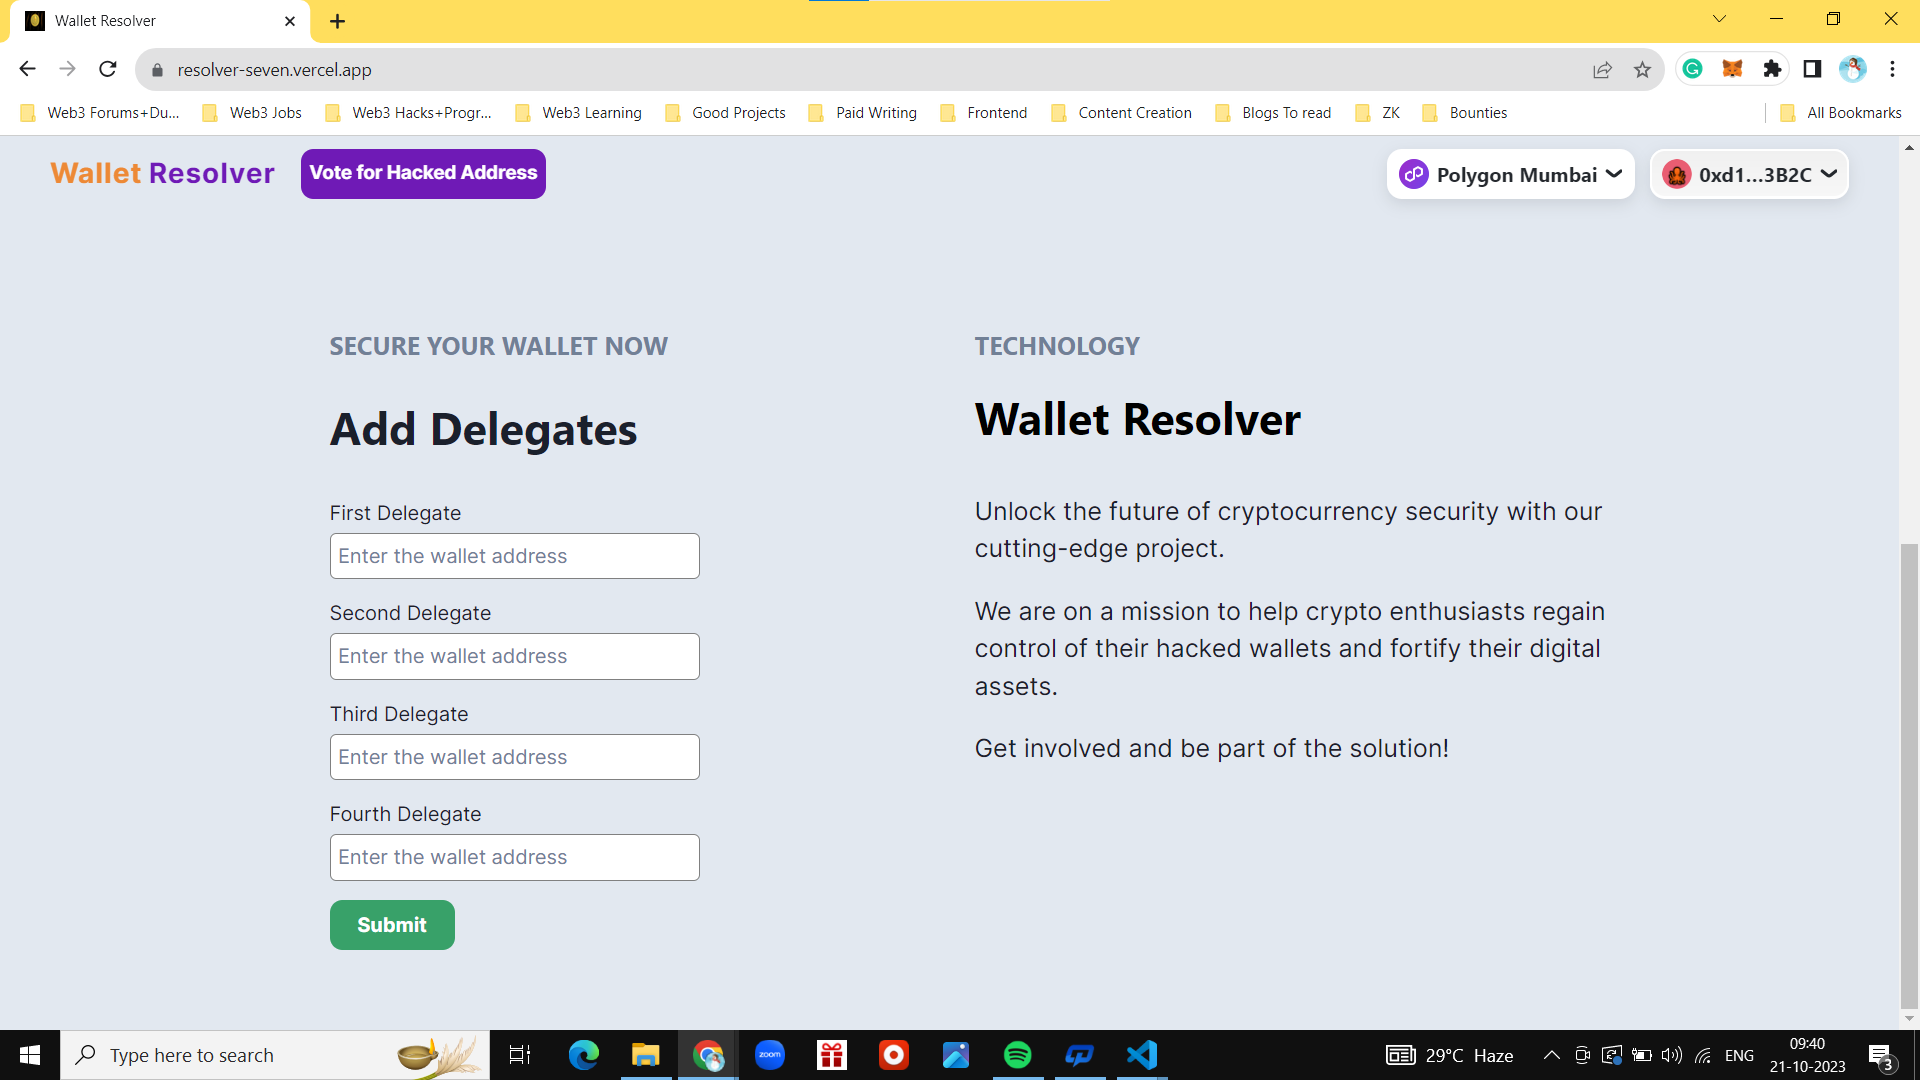 Wallet Resolver
resolver-seven.vercel.app
Web3 Forums+Du...
Web3 Jobs
Web3 Hacks+Progr...
Web3 Learning
Good Projects
Paid Writing
Frontend
Content Creation
Blogs To read
ZK
Bounties
All Bookmarks
Wallet Resolver
Vote for Hacked Address
Polygon Mumbai
0xd1...3B2C
SECURE YOUR WALLET NOW
Add Delegates
First Delegate
Enter the wallet address
Second Delegate
Enter the wallet address
Third Delegate
Enter the wallet address
Fourth Delegate
Enter the wallet address
Submit
TECHNOLOGY
Wallet Resolver
Unlock the future of cryptocurrency security with our
cutting-edge project.
We are on a mission to help crypto enthusiasts regain
control of their hacked wallets and fortify their digital
assets.
Get involved and be part of the solution!
Type here to search
zoom
29°C Haze
ENG
09:40
21-10-2023
3